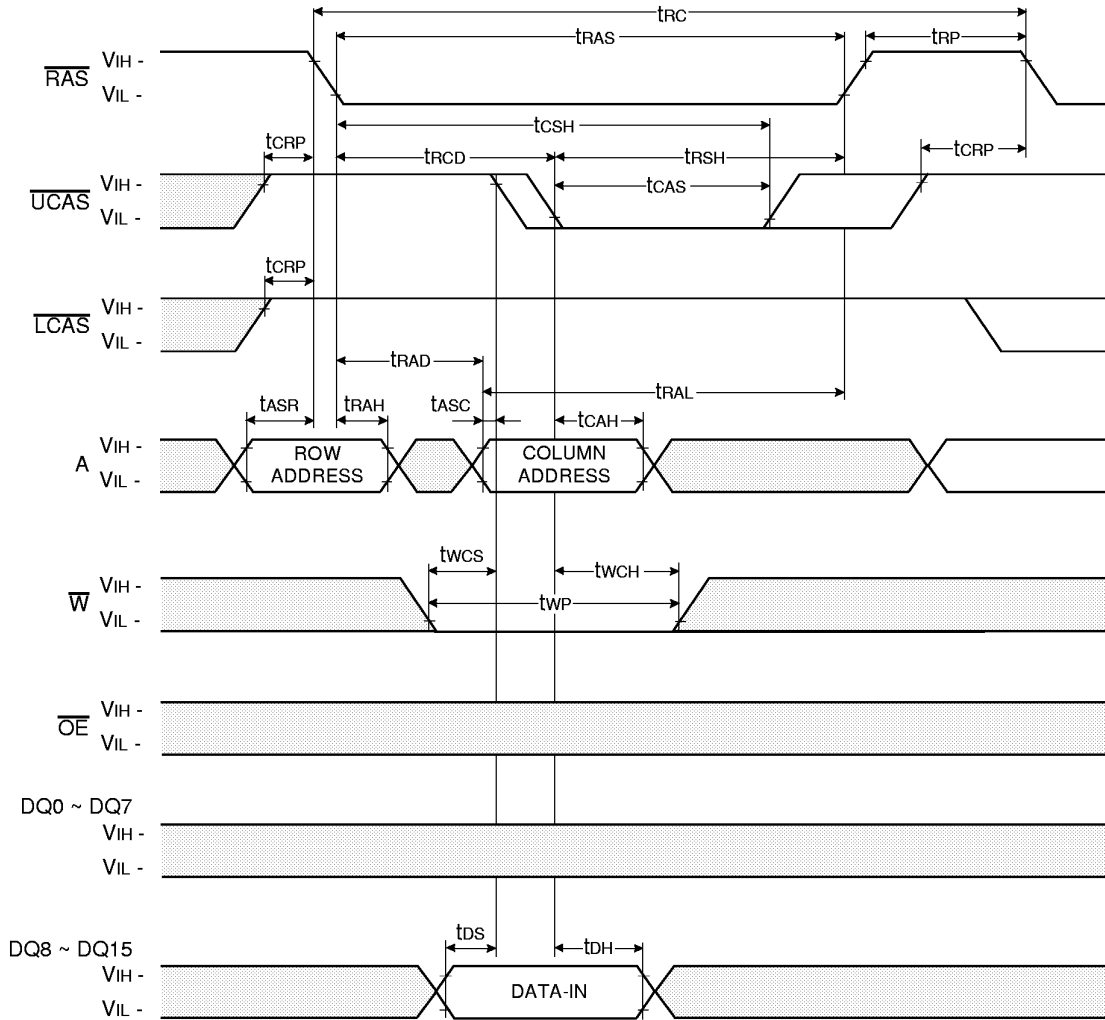 tRC
tRAS
tRP
RAS
VIH -
VIL -
tCSH
tCRP
tRCD
tRSH
tCRP
UCAS
VIH -
VIL -
tCAS
tCRP
LCAS
VIH -
VIL -
tRAD
tRAL
tASR
tRAH
tASC
tCAH
A
VIH -
VIL -
ROW
ADDRESS
COLUMN
ADDRESS
tWCS
tWCH
W
VIH -
VIL -
tWP
OE
VIH -
VIL -
DQ0 ~ DQ7
VIH -
VIL -
DQ8 ~ DQ15
tDS
tDH
VIH -
VIL -
DATA-IN